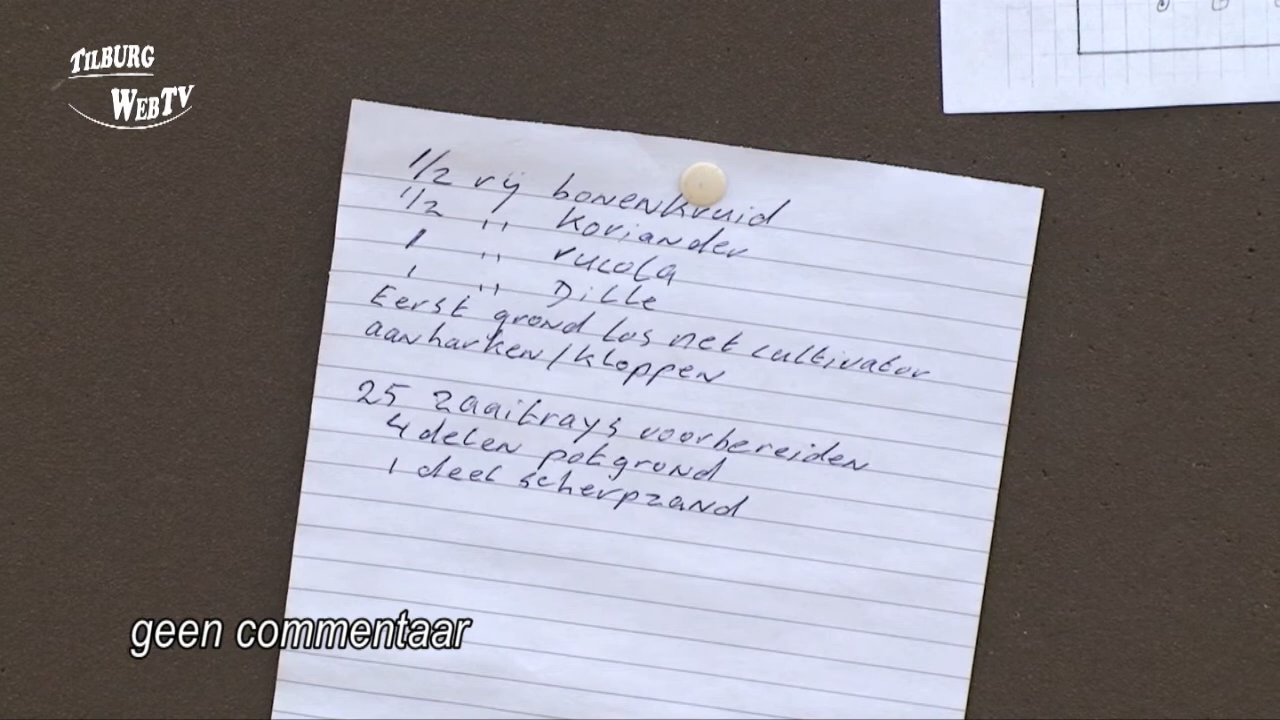 TILBURG
WEBTV
1/2 rij bonenkruid
1/2 '' Koriander
1 '' rucola
1 '' Dille
Eerst grond los met cultivator
aanharken/kloppen
25 zaaitrays voorbereiden
4 delen potgrond
1 deel scherpzand
geen commentaar